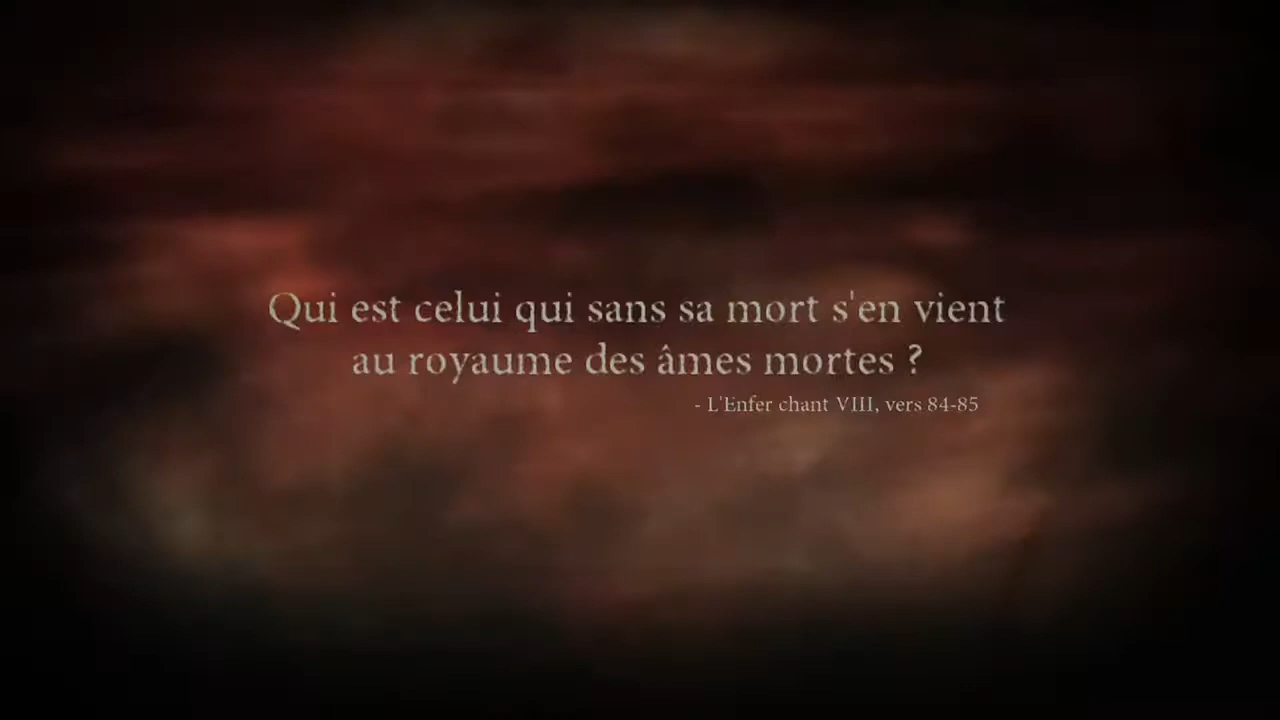 Qui est celui qui sans sa mort s'en vient
au royaume des âmes mortes ?
- L'Enfer chant VIII, vers 84-85